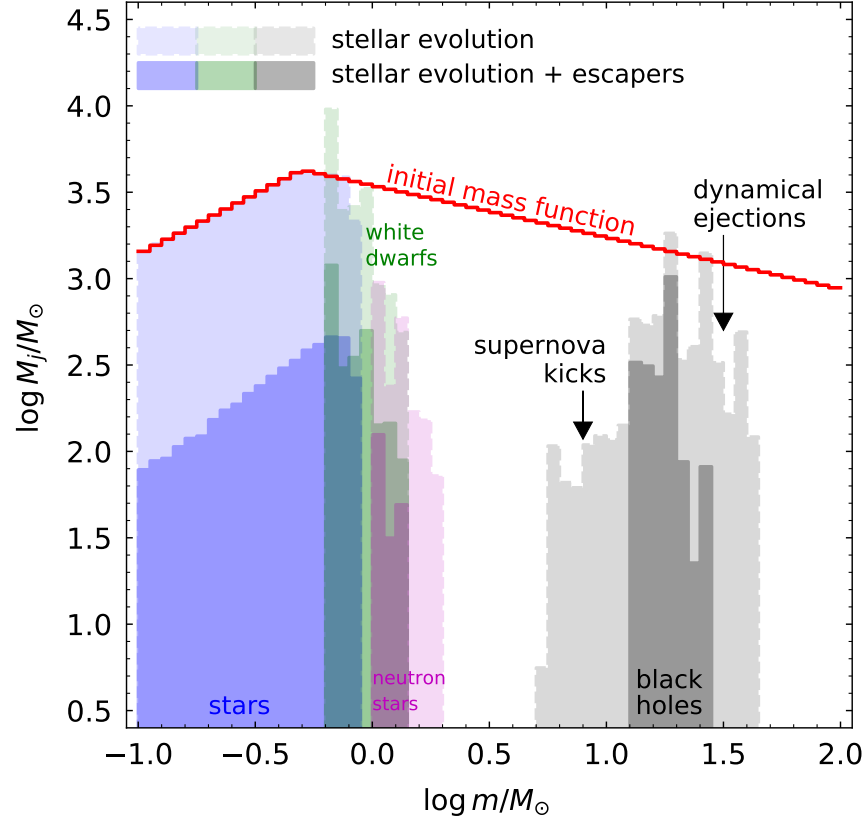 stellar evolution
stellar evolution + escapers
initial mass function
dynamical
ejections
white
dwarfs
supernova
kicks
neutron
stars
stars
black
holes
4.5
4.0
3.5
3.0
2.5
2.0
1.5
1.0
0.5
log M_j/M_⊙
−1.0 −0.5 0.0 0.5 1.0 1.5 2.0
log m/M_⊙